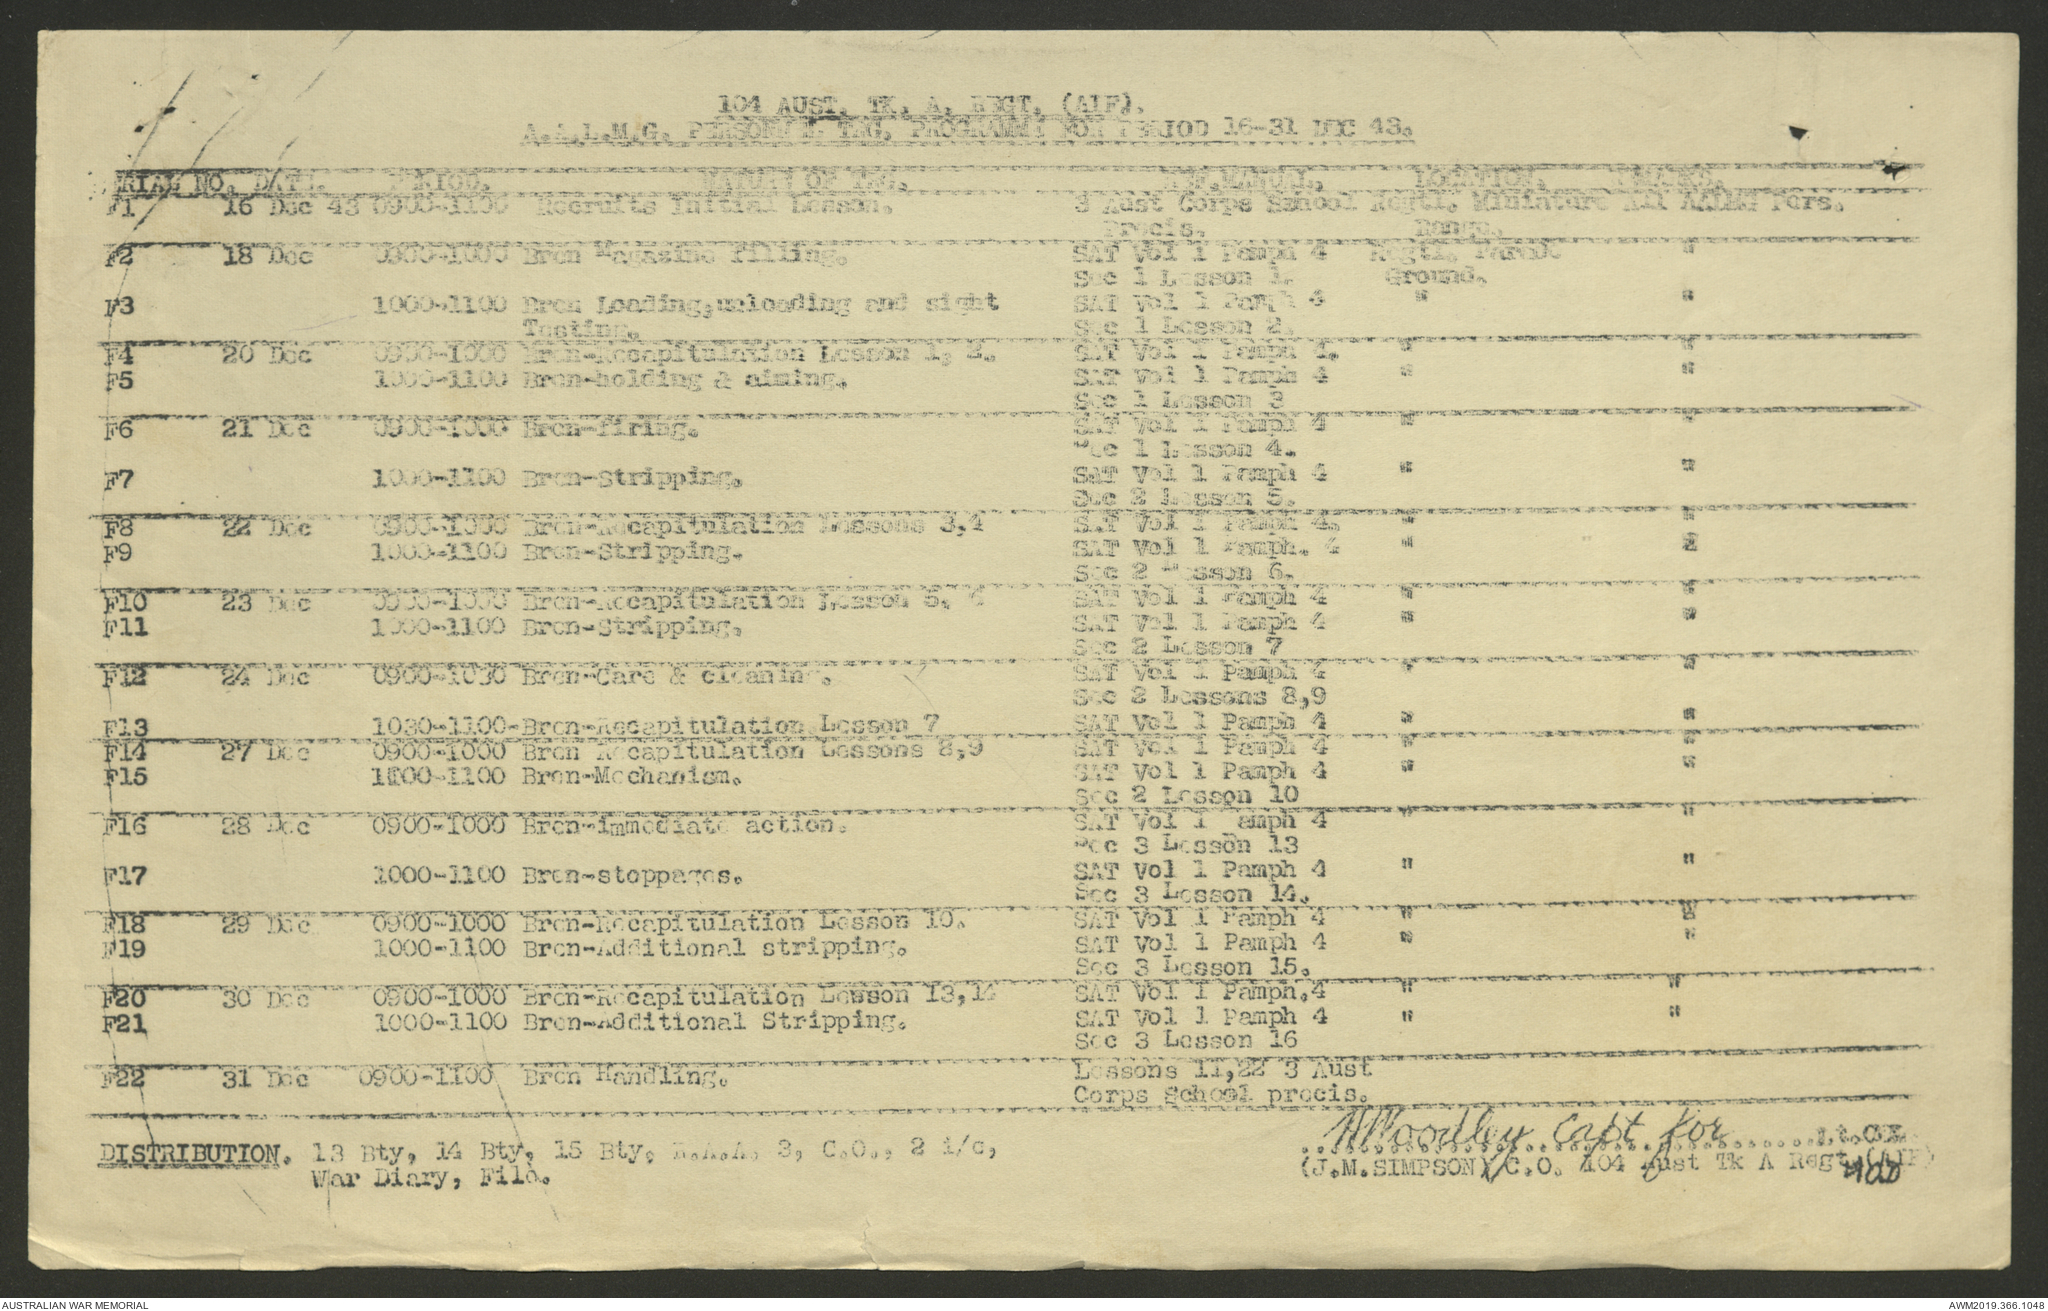 104 AUST. TK. A. REGT. (AIF).
A.A.L.M.G. PERSONNEL TNG. PROGRAMME FOR PERIOD 16-31 DEC 43.
SERIAL NO. DATE. PERIOD. NATURE OF TNG. REF.MANUAL. LOCATION. REMARKS.
F1 16 Dec 43 0900-1100 Recruits Initial Lesson. 3 Aust Corps School Regtl. Miniature All AALMG Pers.
Precis. Range.
F2 18 Dec 0900-1000 Bren Magazine filling. SAT Vol 1 Pamph 4 Regtl. Parade "
Sec 1 Lesson 1. Ground.
F3 1000-1100 Bren Loading,unloading and sight SAT Vol 1 Pamph 4 " "
Testing. Sec 1 Lesson 2.
F4 20 Dec 0900-1000 Bren-Recapitulation Lesson 1, 2. SAT Vol 1 Pamph 4. " "
F5 1000-1100 Bren-holding & aiming. SAT Vol 1 Pamph 4 " "
Sec 1 Lesson 3
F6 21 Dec 0900-1000 Bren-firing. SAT Vol 1 Pamph 4 " "
Sec 1 Lesson 4.
F7 1000-1100 Bren-Stripping. SAT Vol 1 Pamph 4 " "
Sec 2 Lesson 5.
F8 22 Dec 0900-1000 Bren-Recapitulation Lessons 3,4 SAT Vol 1 Pamph 4. " "
F9 1000-1100 Bren-Stripping. SAT Vol 1 Pamph. 4 " "
Sec 2 Lesson 6.
F10 23 Dec 0900-1000 Bren-Recapitulation Lesson 5. SAT Vol 1 Pamph 4 " "
F11 1000-1100 Bren-Stripping. SAT Vol 1 Pamph 4 " "
Sec 2 Lesson 7
F12 24 Dec 0900-1030 Bren-Care & cleaning. SAT Vol 1 Pamph 4 " "
Sec 2 Lessons 8,9
F13 1030-1100-Bren-Recapitulation Lesson 7 SAT Vol 1 Pamph 4 " "
F14 27 Dec 0900-1000 Bren Recapitulation Lessons 8,9 SAT Vol 1 Pamph 4 " "
F15 1000-1100 Bren-Mechanism. SAT Vol 1 Pamph 4 " "
Sec 2 Lesson 10
F16 28 Dec 0900-1000 Bren-immediate action. SAT Vol 1 Pamph 4 " "
Sec 3 Lesson 13
F17 1000-1100 Bren-stoppages. SAT Vol 1 Pamph 4 " "
Sec 3 Lesson 14.
F18 29 Dec 0900-1000 Bren-Recapitulation Lesson 10. SAT Vol 1 Pamph 4 " "
F19 1000-1100 Bren-Additional stripping. SAT Vol 1 Pamph 4 " "
Sec 3 Lesson 15.
F20 30 Dec 0900-1000 Bren-Recapitulation Lesson 13,14 SAT Vol 1 Pamph.4 " "
F21 1000-1100 Bren-Additional Stripping. SAT Vol 1 Pamph 4 " "
Sec 3 Lesson 16
F22 31 Dec 0900-1100 Bren Handling. Lessons 11,22 3 Aust
Corps School precis.
WWoodley Capt for Lt.Col.
DISTRIBUTION. 13 Bty, 14 Bty, 15 Bty, R.A.A. 3, C.O., 2 i/c, (J.M.SIMPSON) C.O. 104 Aust Tk A Regt.(AIF)
War Diary, File.
AUSTRALIAN WAR MEMORIAL AWM2019.366.1048